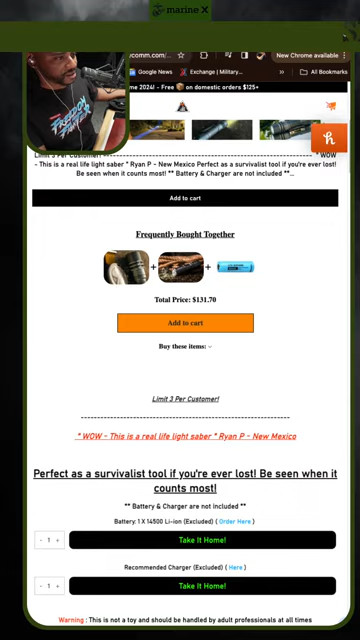 marine X
comm.com/...
New Chrome available
Google News
Exchange | Military...
»
All Bookmarks
me 2024! - Free 📦 on domestic orders $125+
FREEDOM
FIGHTER
Limit 3 Per Customer! ---------------------------------------------------------------- * WOW
- This is a real life light saber * Ryan P - New Mexico Perfect as a survivalist tool if you're ever lost!
Be seen when it counts most! ** Battery & Charger are not included **...
Add to cart
Frequently Bought Together
+ +
Total Price: $131.70
Add to cart
Buy these items:
Limit 3 Per Customer!
----------------------------------------------------------------
* WOW - This is a real life light saber * Ryan P - New Mexico
Perfect as a survivalist tool if you're ever lost! Be seen when it
counts most!
** Battery & Charger are not included **
Battery: 1 X 14500 Li-ion (Excluded) ( Order Here )
- 1 + Take It Home!
Recommended Charger (Excluded) ( Here )
- 1 + Take It Home!
Warning : This is not a toy and should be handled by adult professionals at all times